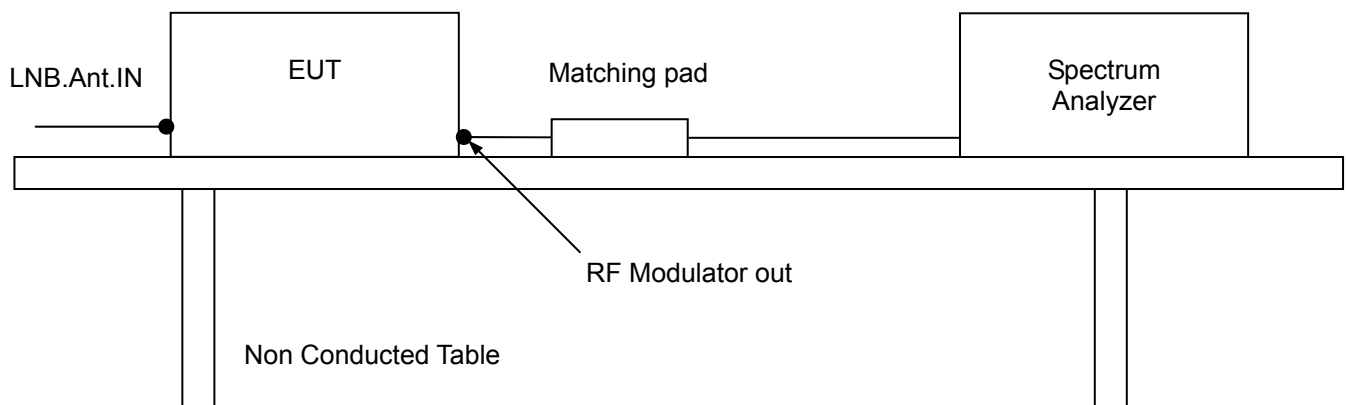 LNB.Ant.IN
EUT
Matching pad
Spectrum
Analyzer
RF Modulator out
Non Conducted Table